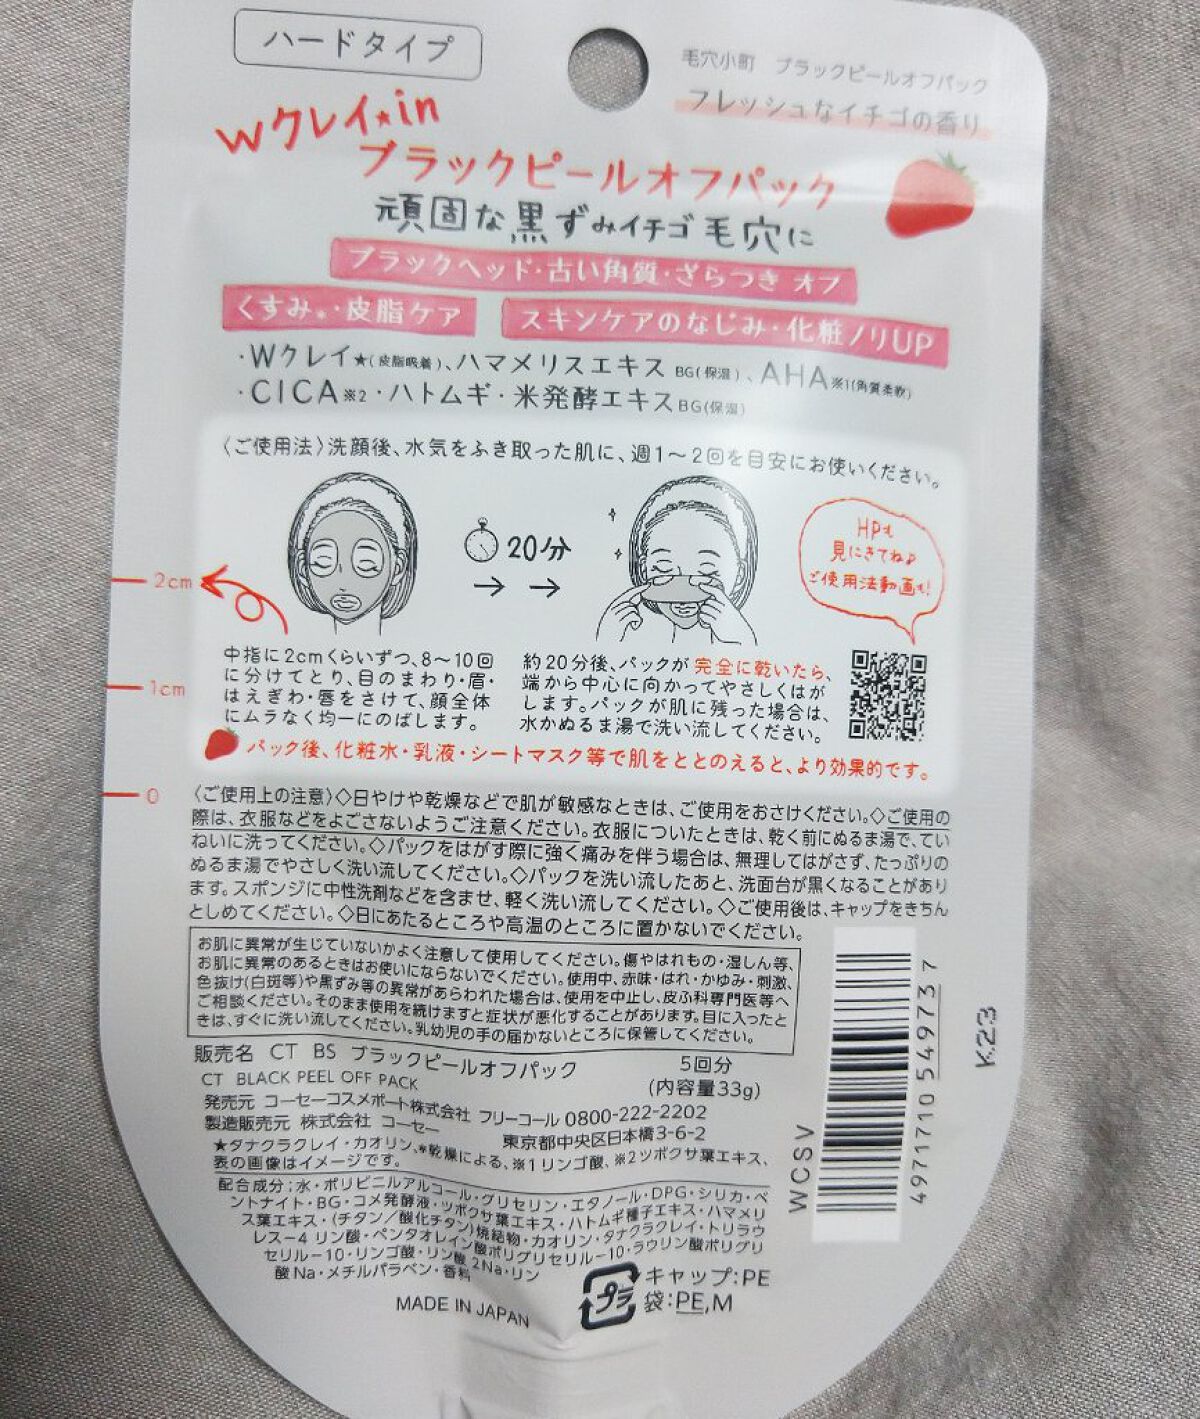 ハードタイプ
毛穴小町 ブラックピールオフパック
フレッシュなイチゴの香り
Wクレイ★in
ブラックピールオフパック
頑固な黒ずみイチゴ毛穴に
ブラックヘッド・古い角質・ざらつき オフ
くすみ*・皮脂ケア
スキンケアのなじみ・化粧ノリUP
・Wクレイ★(皮脂吸着)、ハマメリスエキスBG(保湿)、AHA※1(角質柔軟)
・CICA※2・ハトムギ・米発酵エキスBG(保湿)
〈ご使用法〉洗顔後、水気をふき取った肌に、週1〜2回を目安にお使いください。
20分
HPも
見にきてね♪
ご使用法動画も!
2cm
1cm
0
中指に2cmくらいずつ、8〜10回
に分けてとり、目のまわり・眉・
はえぎわ・唇をさけて、顔全体
にムラなく均一にのばします。
約20分後、パックが完全に乾いたら、
端から中心に向かってやさしくはが
します。パックが肌に残った場合は、
水かぬるま湯で洗い流してください。
パック後、化粧水・乳液・シートマスク等で肌をととのえると、より効果的です。
〈ご使用上の注意〉◇日やけや乾燥などで肌が敏感なときは、ご使用をおさけください。◇ご使用の
際は、衣服などをよごさないようご注意ください。衣服についたときは、乾く前にぬるま湯で、てい
ねいに洗ってください。◇パックをはがす際に強く痛みを伴う場合は、無理してはがさず、たっぷりの
ぬるま湯でやさしく洗い流してください。◇パックを洗い流したあと、洗面台が黒くなることがあり
ます。スポンジに中性洗剤などを含ませ、軽く洗い流してください。◇ご使用後は、キャップをきちん
としめてください。◇日にあたるところや高温のところに置かないでください。
お肌に異常が生じていないかよく注意して使用してください。傷やはれもの・湿しん等、
お肌に異常のあるときはお使いにならないでください。使用中、赤味・はれ・かゆみ・刺激、
色抜け(白斑等)や黒ずみ等の異常があらわれた場合は、使用を中止し、皮ふ科専門医等へ
ご相談ください。そのまま使用を続けますと症状が悪化することがあります。目に入ったと
きは、すぐに洗い流してください。乳幼児の手の届かないところに保管してください。
販売名 CT BS ブラックピールオフパック
CT BLACK PEEL OFF PACK
5回分
(内容量33g)
発売元 コーセーコスメポート株式会社 フリーコール 0800-222-2202
製造販売元 株式会社 コーセー 東京都中央区日本橋3-6-2
★タナクラクレイ・カオリン、*乾燥による、※1 リンゴ酸、※2ツボクサ葉エキス、
表の画像はイメージです。
配合成分；水・ポリビニルアルコール・グリセリン・エタノール・DPG・シリカ・ベ
ントナイト・BG・コメ発酵液・ツボクサ葉エキス・ハトムギ種子エキス・ハマメリ
ス葉エキス・(チタン/酸化チタン)焼結物・カオリン・タナクラクレイ・トリラウ
レス-4 リン酸・ペンタオレイン酸ポリグリセリル-10・ラウリン酸ポリグリ
セリル-10・リンゴ酸・リン酸2Na・リン
酸Na・メチルパラベン・香料
MADE IN JAPAN
プラ
キャップ:PE
袋:PE,M
WCSV
4971710 549737
K23